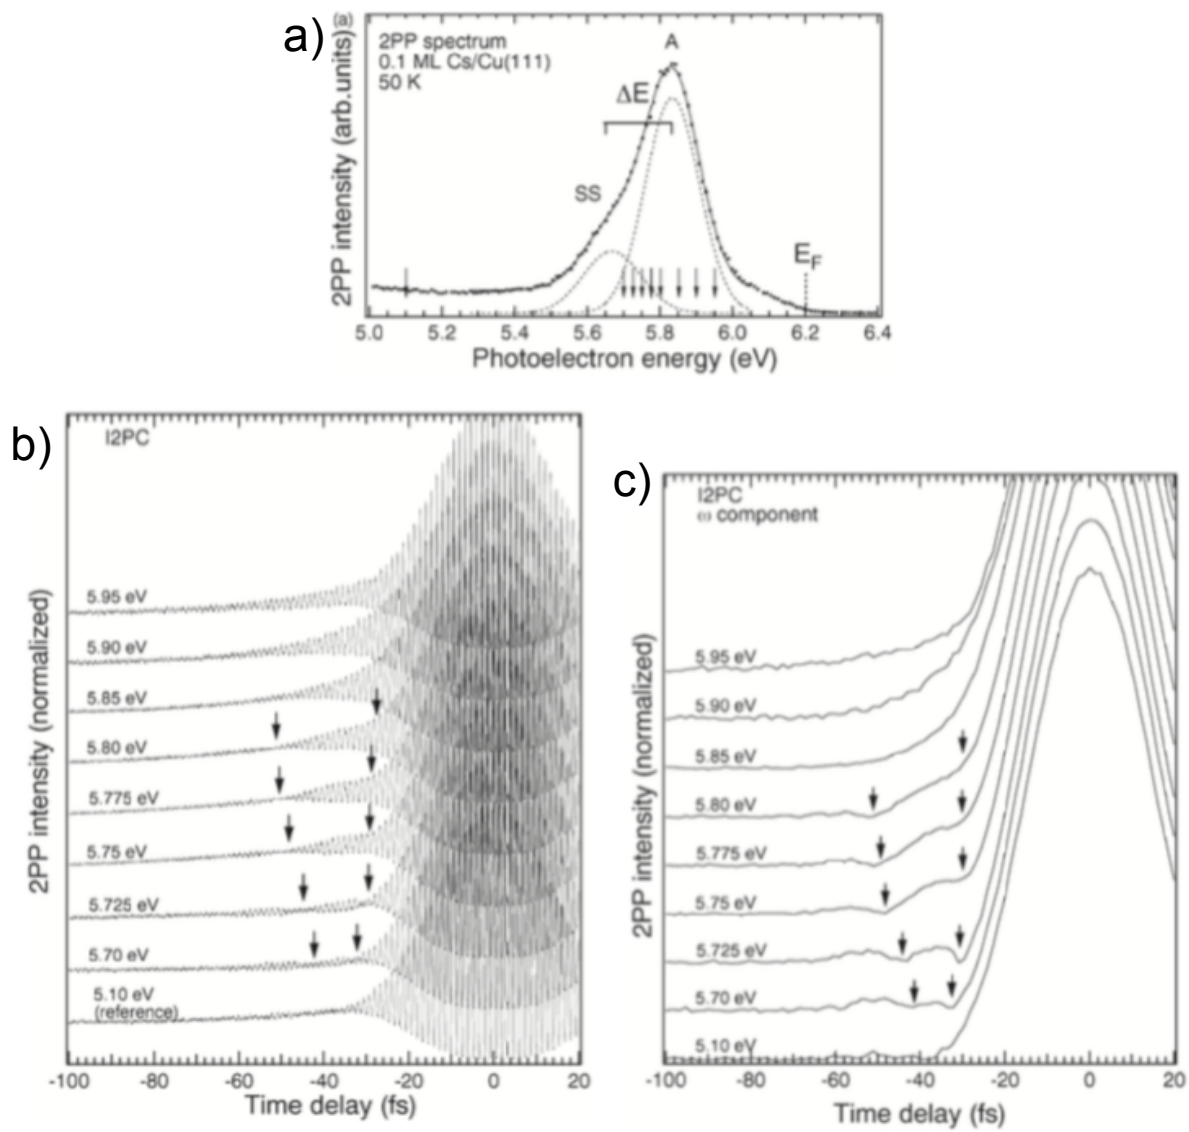 a)
(a)
2PP spectrum
0.1 ML Cs/Cu(111)
50 K
A
ΔE
SS
E_F
2PP intensity (arb.units)
5.0 5.2 5.4 5.6 5.8 6.0 6.2 6.4
Photoelectron energy (eV)
b)
I2PC
5.95 eV
5.90 eV
5.85 eV
5.80 eV
5.775 eV
5.75 eV
5.725 eV
5.70 eV
5.10 eV
(reference)
2PP intensity (normalized)
-100 -80 -60 -40 -20 0 20
Time delay (fs)
c)
I2PC
ω component
5.95 eV
5.90 eV
5.85 eV
5.80 eV
5.775 eV
5.75 eV
5.725 eV
5.70 eV
5.10 eV
2PP intensity (normalized)
-100 -80 -60 -40 -20 0 20
Time delay (fs)